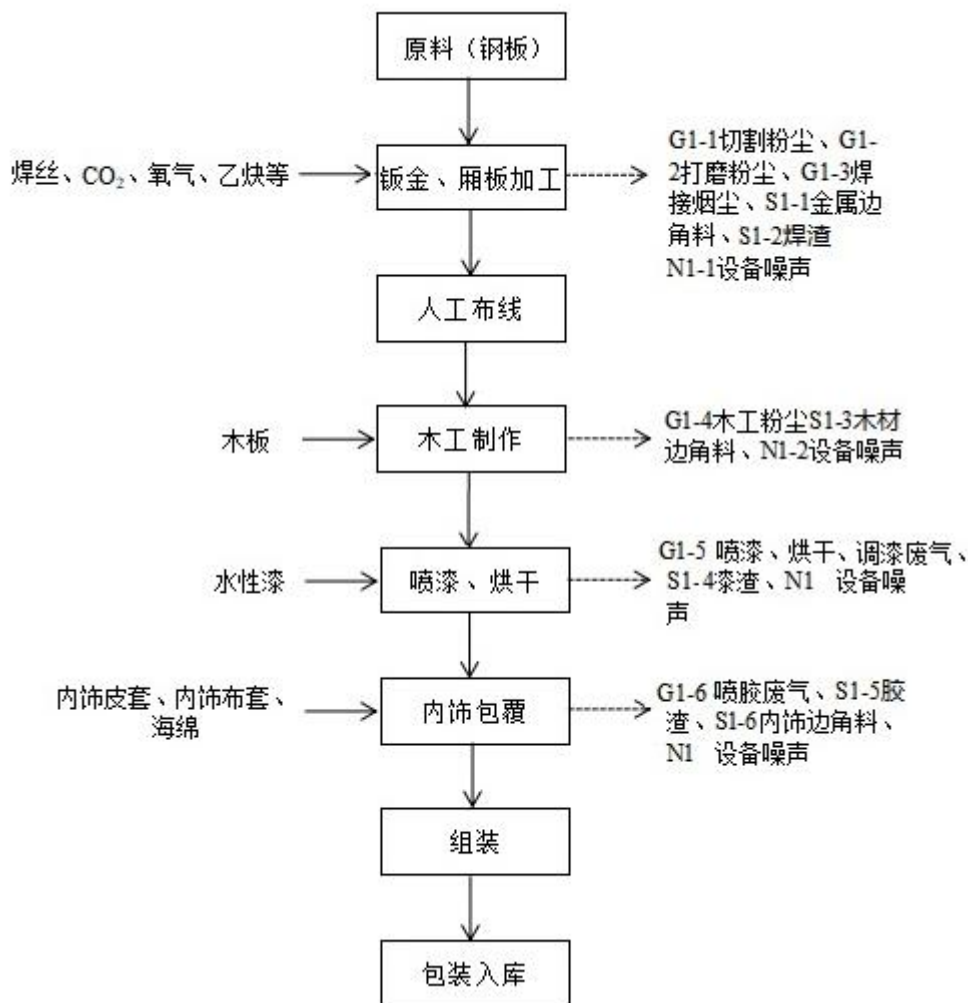 原料（钢板）
焊丝、CO₂、氧气、乙炔等
钣金、厢板加工
G1-1切割粉尘、G1-
2打磨粉尘、G1-3焊
接烟尘、S1-1金属边
角料、S1-2焊渣
N1-1设备噪声
人工布线
木板
木工制作
G1-4木工粉尘S1-3木材
边角料、N1-2设备噪声
水性漆
喷漆、烘干
G1-5 喷漆、烘干、调漆废气、
S1-4漆渣、N1 设备噪
声
内饰皮套、内饰布套、
海绵
内饰包覆
G1-6 喷胶废气、S1-5胶
渣、S1-6内饰边角料、
N1 设备噪声
组装
包装入库